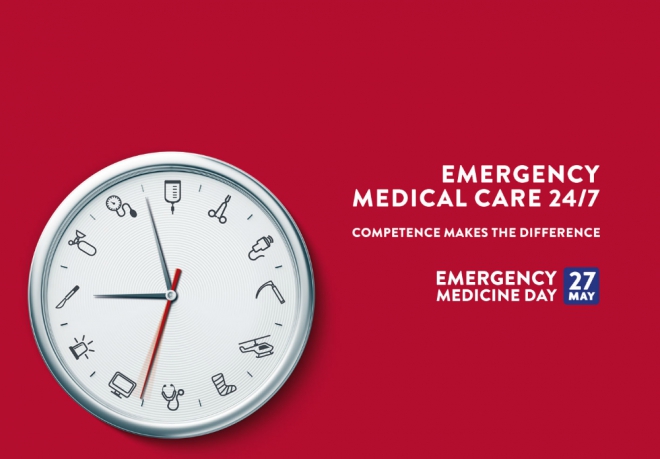 EMERGENCY
MEDICAL CARE 24/7
COMPETENCE MAKES THE DIFFERENCE
EMERGENCY
MEDICINE DAY
27
MAY